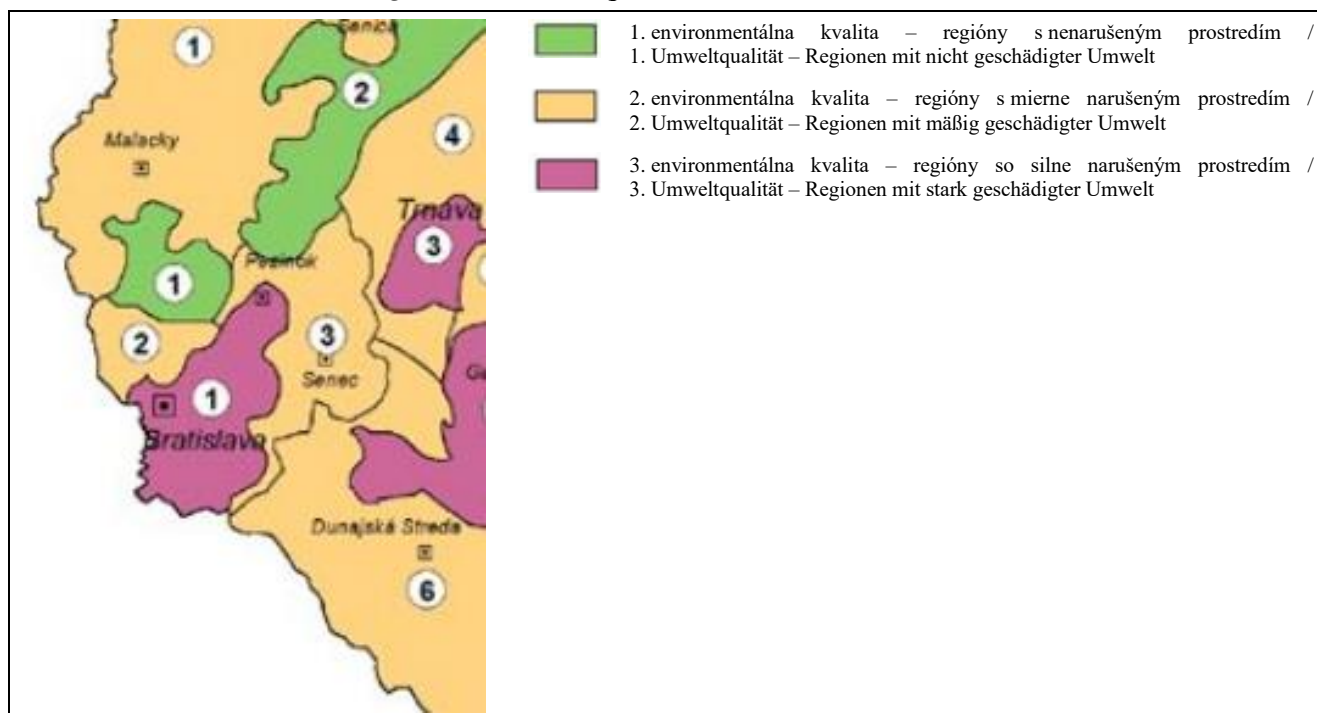 Senica
1
2
Malacky
4
Trnava
3
Pezinok
1
2
3
Senec
1
Bratislava
Dunajská Streda
6
1. environmentálna kvalita – regióny s nenarušeným prostredím /
1. Umweltqualität – Regionen mit nicht geschädigter Umwelt
2. environmentálna kvalita – regióny s mierne narušeným prostredím /
2. Umweltqualität – Regionen mit mäßig geschädigter Umwelt
3. environmentálna kvalita – regióny so silne narušeným prostredím /
3. Umweltqualität – Regionen mit stark geschädigter Umwelt